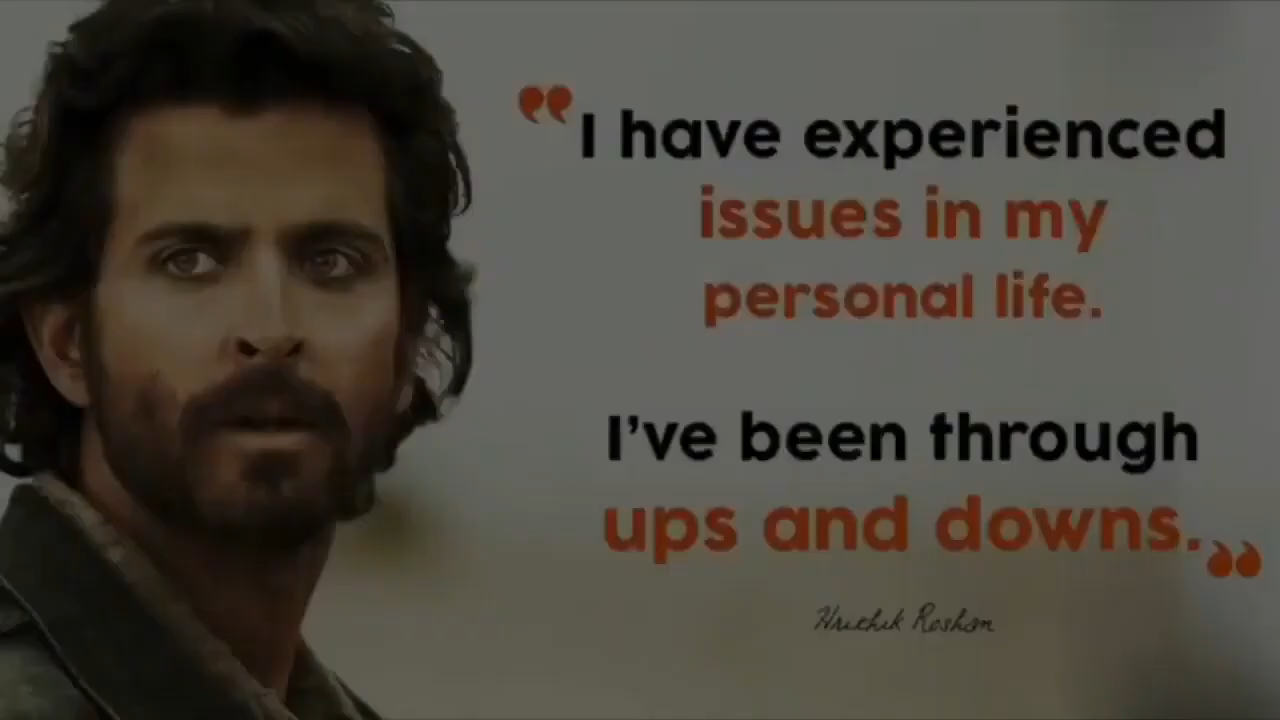 “I have experienced
issues in my
personal life.
I’ve been through
ups and downs.”
Hrithik Roshan